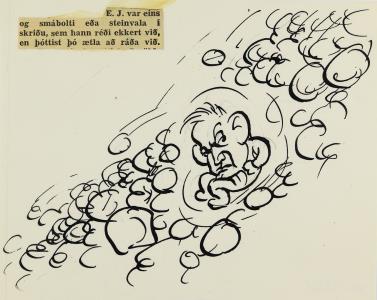 E. J. var eins
og smábolti eða steinvala í
skriðu, sem hann réði ekkert við,
en þóttist þó ætla að ráða við.